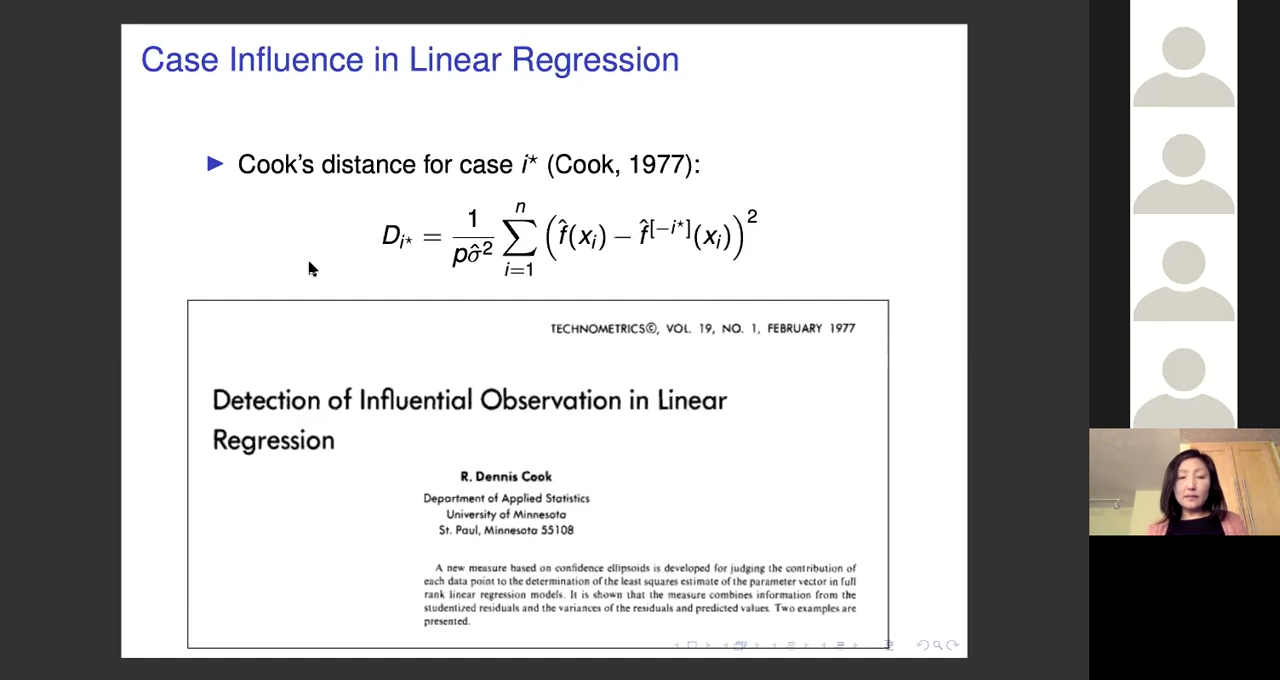 Case Influence in Linear Regression
▶ Cook's distance for case i⋆ (Cook, 1977):
D_{i⋆} = \frac{1}{p\hat{σ}^2} \sum_{i=1}^{n} \left( \hat{f}(x_i) − \hat{f}^{[−i⋆]}(x_i) \right)^2
TECHNOMETRICS©, VOL. 19, NO. 1, FEBRUARY 1977
Detection of Influential Observation in Linear
Regression
R. Dennis Cook
Department of Applied Statistics
University of Minnesota
St. Paul, Minnesota 55108
A new measure based on confidence ellipsoids is developed for judging the contribution of
each data point to the determination of the least squares estimate of the parameter vector in full
rank linear regression models. It is shown that the measure combines information from the
studentized residuals and the variances of the residuals and predicted values. Two examples are
presented.